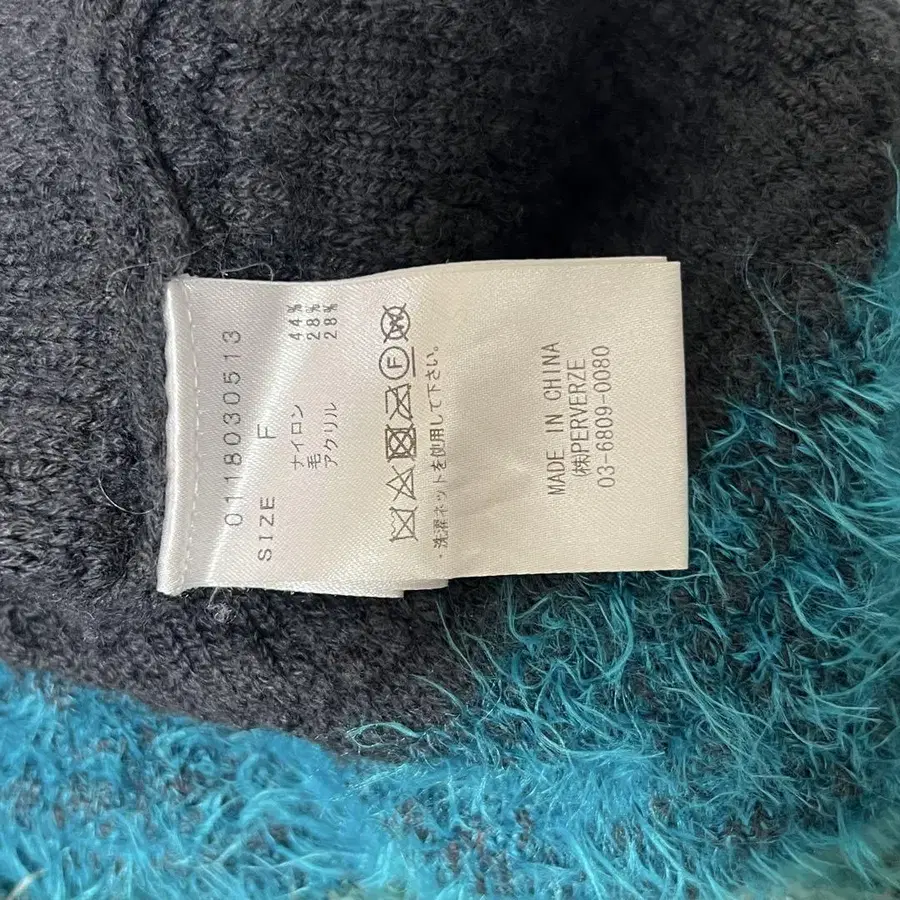 0118030513
SIZE F
ナイロン 44%
毛 28%
アクリル 28%
F W
・洗濯ネットを使用して下さい。
MADE IN CHINA
㈱PERVERZE
03-6809-0080